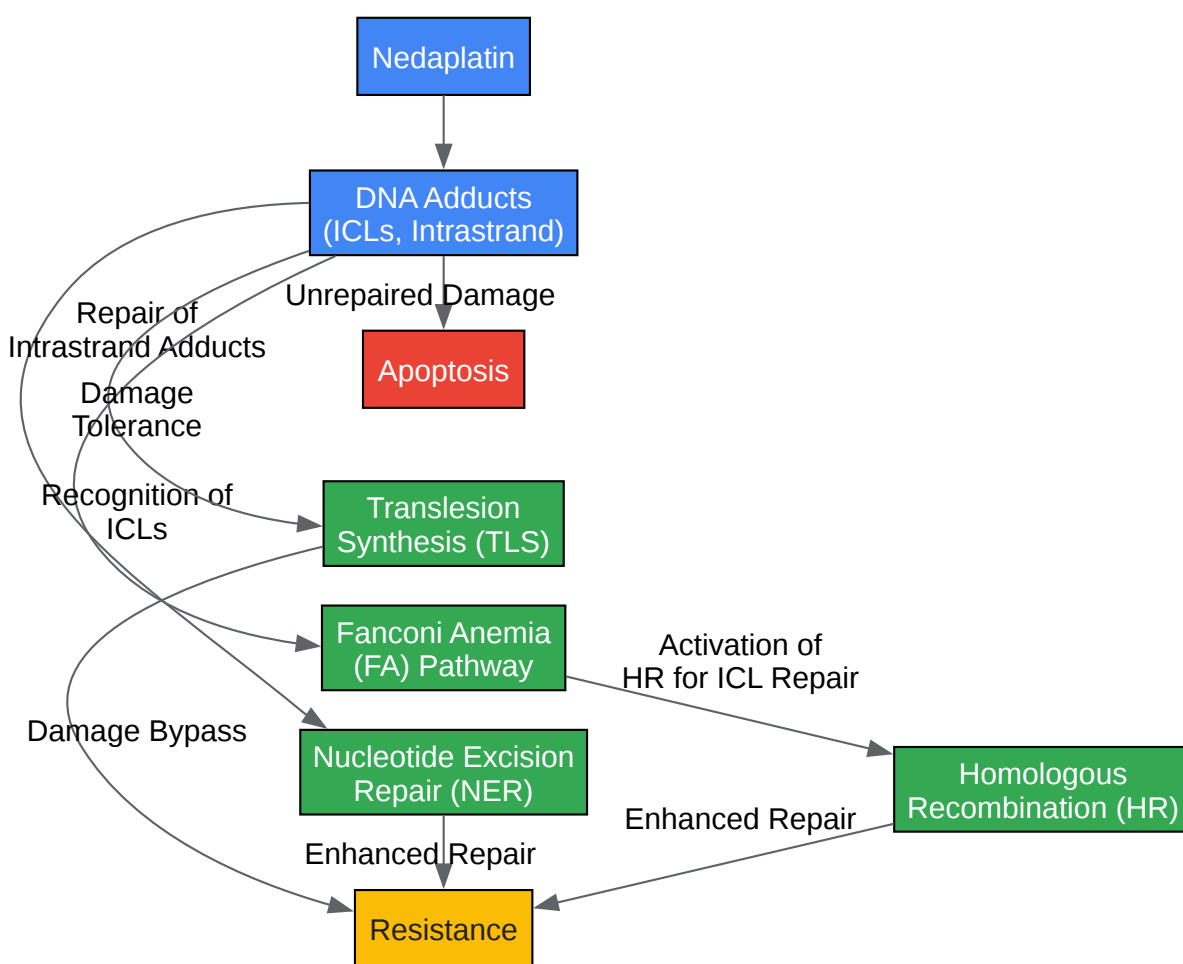 Nedaplatin
DNA Adducts
(ICLs, Intrastrand)
Unrepaired Damage
Repair of
Intrastrand Adducts
Apoptosis
Damage
Tolerance
Recognition of
ICLs
Translesion
Synthesis (TLS)
Fanconi Anemia
(FA) Pathway
Activation of
HR for ICL Repair
Damage Bypass
Nucleotide Excision
Repair (NER)
Homologous
Recombination (HR)
Enhanced Repair
Enhanced Repair
Resistance